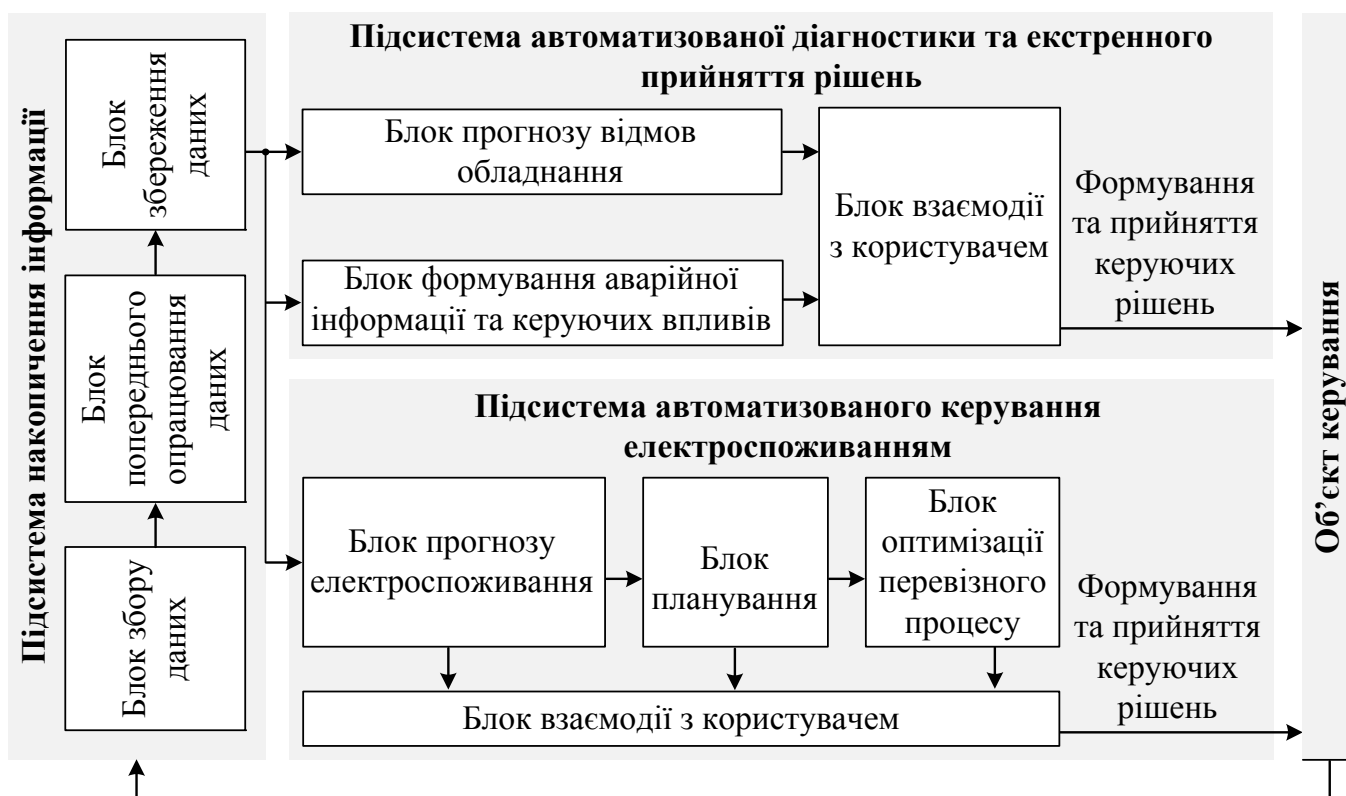 Підсистема накопичення інформації
Блок
збереження
даних
Блок
попереднього
опрацювання
даних
Блок збору
даних
Підсистема автоматизованої діагностики та екстренного
прийняття рішень
Блок прогнозу відмов
обладнання
Блок формування аварійної
інформації та керуючих впливів
Блок взаємодії
з користувачем
Формування
та прийняття
керуючих
рішень
Підсистема автоматизованого керування
електроспоживанням
Блок прогнозу
електроспоживання
Блок
планування
Блок
оптимізації
перевізного
процесу
Блок взаємодії з користувачем
Формування
та прийняття
керуючих
рішень
Об’єкт керування